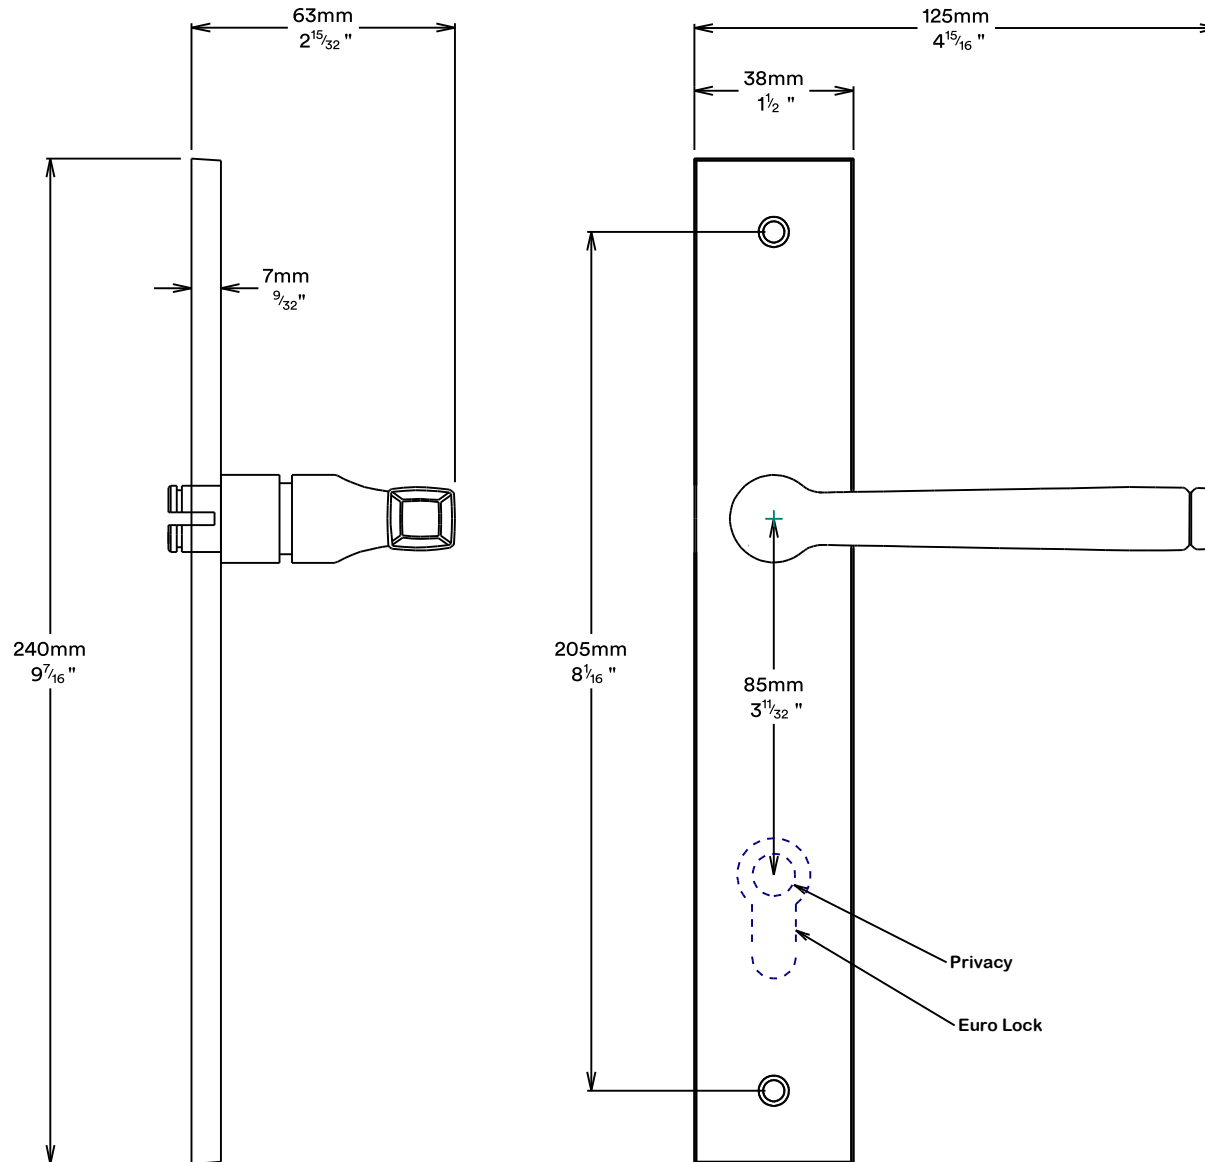 63mm
2 15/32 "
125mm
4 15/16 "
38mm
1 1/2 "
7mm
9/32"
240mm
9 7/16 "
205mm
8 1/16 "
85mm
3 11/32 "
Privacy
Euro Lock